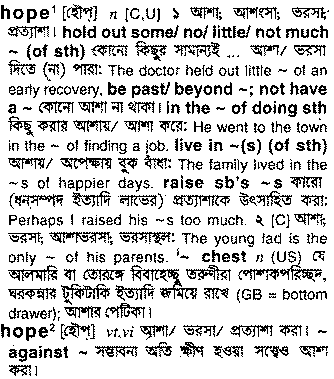 hope¹ [হৌপ্] n [C,U] ১ আশা; আশংসা; ভরসা;
প্রত্যাশা। hold out some/ no/ little/ not much
~ (of sth) কোনো কিছুর সামান্যই ... আশা/ ভরসা
দিতে (না) পারা: The doctor held out little ~ of an
early recovery, be past/ beyond ~; not have
a ~ কোনো আশা না থাকা। in the ~ of doing sth
কিছু করার আশায়/ আশা করে: He went to the town
in the ~ of finding a job. live in ~(s) (of sth)
আশায়/ অপেক্ষায় বুক বাঁধা: The family lived in the
~s of happier days. raise sb's ~s কারো
(ধনসম্পদ ইত্যাদি লাভের) প্রত্যাশাকে উৎসাহিত করা:
Perhaps I raised his ~s too much. ২ [C] আশা;
ভরসা; আশাভরসা; ভরসাস্থল: The young lad is the
only ~ of his parents. '~ chest n (US) যে
আলমারি বা তোরঙ্গে বিবাহেচ্ছু তরুণীরা পোশাকপরিচ্ছদ,
ঘরকন্নার টুকিটাকি ইত্যাদি জমিয়ে রাখে (GB = bottom
drawer); আশার পেটিকা।
hope² [হৌপ্] vt,vi আশা/ ভরসা/ প্রত্যাশা করা। ~
against ~ সম্ভাবনা অতি ক্ষীণ হওয়া সত্ত্বেও আশা
করা।